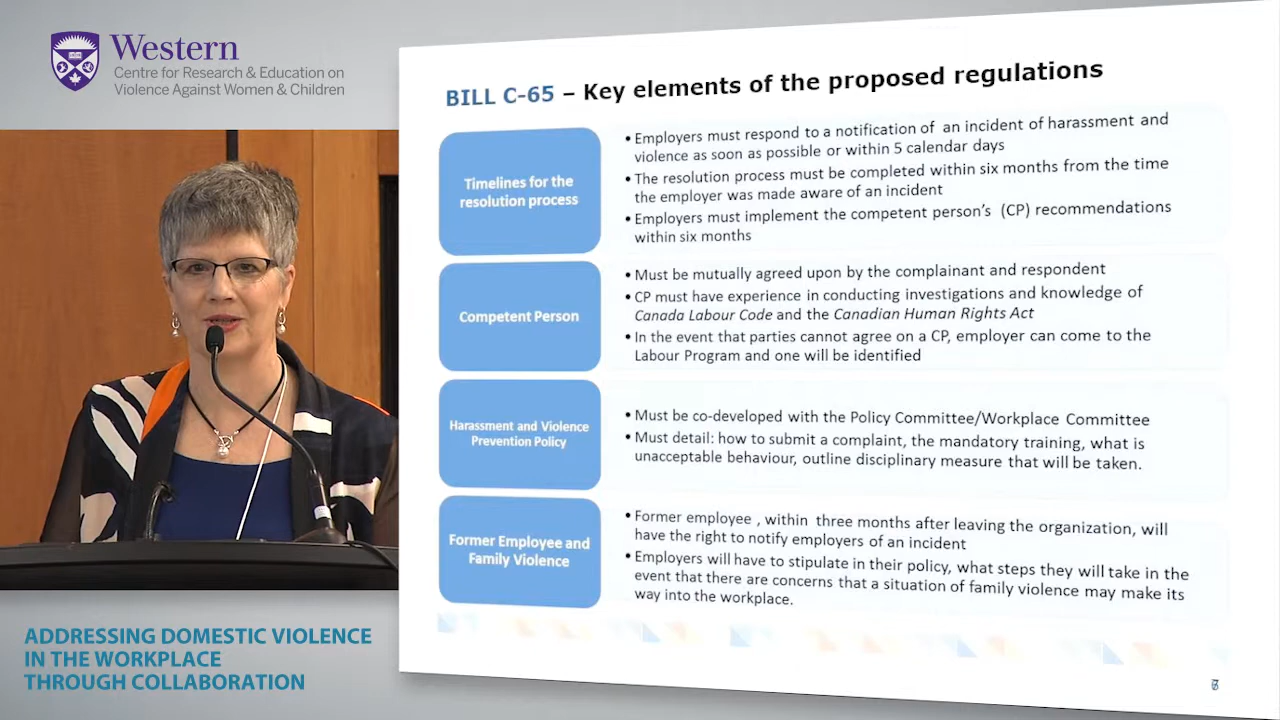 Western
Centre for Research & Education on
Violence Against Women & Children
BILL C-65 – Key elements of the proposed regulations
Timelines for the
resolution process
• Employers must respond to a notification of an incident of harassment and
violence as soon as possible or within 5 calendar days
• The resolution process must be completed within six months from the time
the employer was made aware of an incident
• Employers must implement the competent person's (CP) recommendations
within six months
Competent Person
• Must be mutually agreed upon by the complainant and respondent
• CP must have experience in conducting investigations and knowledge of
Canada Labour Code and the Canadian Human Rights Act
• In the event that parties cannot agree on a CP, employer can come to the
Labour Program and one will be identified
Harassment and Violence
Prevention Policy
• Must be co-developed with the Policy Committee/Workplace Committee
• Must detail: how to submit a complaint, the mandatory training, what is
unacceptable behaviour, outline disciplinary measure that will be taken.
Former Employee and
Family Violence
• Former employee , within three months after leaving the organization, will
have the right to notify employers of an incident
• Employers will have to stipulate in their policy, what steps they will take in the
event that there are concerns that a situation of family violence may make its
way into the workplace.
ADDRESSING DOMESTIC VIOLENCE
IN THE WORKPLACE
THROUGH COLLABORATION